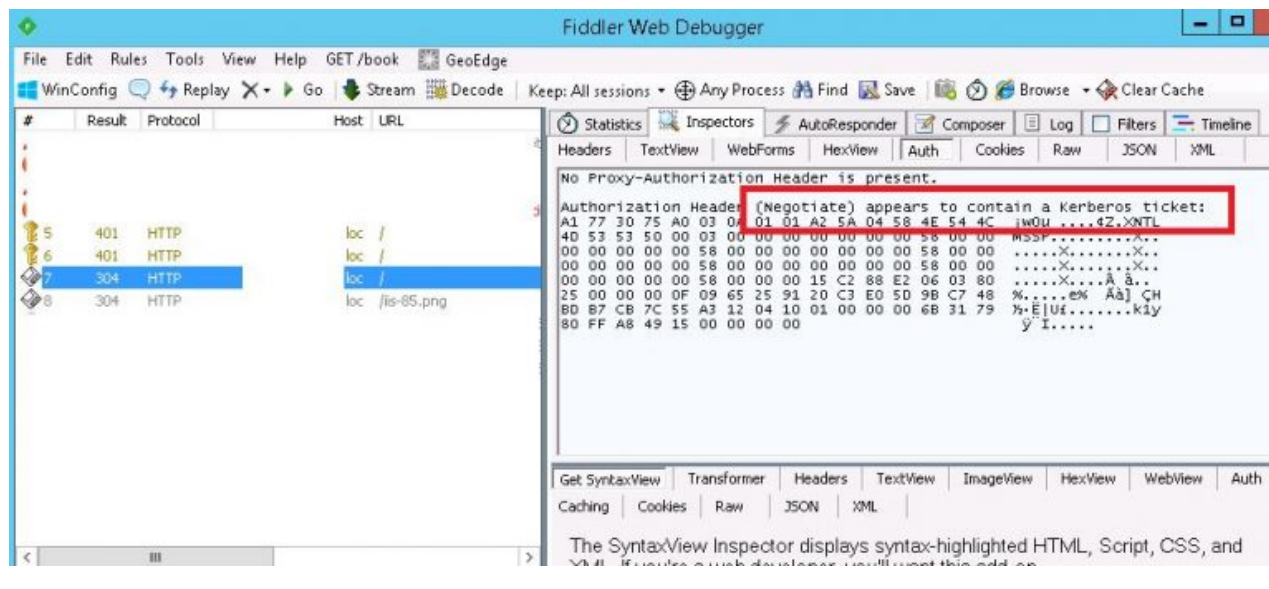 Fiddler Web Debugger
File Edit Rules Tools View Help GET /book GeoEdge
WinConfig Replay X Go Stream Decode Keep: All sessions Any Process Find Save Browse Clear Cache
# Result Protocol Host URL
Statistics Inspectors AutoResponder Composer Log Filters Timeline
Headers TextView WebForms HexView Auth Cookies Raw JSON XML
No Proxy-Authorization Header is present.
Authorization Header (Negotiate) appears to contain a Kerberos ticket:
A1 77 30 75 A0 03 0A 01 01 A2 5A 04 58 4E 54 4C ¡w0u ....¢Z.XNTL
4D 53 53 50 00 03 00 00 00 00 00 00 00 58 00 00 MSSP.........X..
00 00 00 00 00 58 00 00 00 00 00 00 00 58 00 00 .....X.......X..
00 00 00 00 00 58 00 00 00 00 00 00 00 58 00 00 .....X.......X..
00 00 00 00 00 58 00 00 00 15 C2 88 E2 06 03 80
25 00 00 00 0F 09 65 25 91 20 C3 E0 5D 9B C7 48
BD B7 CB 7C 55 A3 12 04 10 01 00 00 00 6B 31 79
80 FF A8 49 15 00 00 00 00
5 401 HTTP loc /
6 401 HTTP loc /
7 304 HTTP loc /
8 304 HTTP loc /iis-85.png
Get SyntaxView Transformer Headers TextView ImageView HexView WebView Auth
Caching Cookies Raw JSON XML
The SyntaxView Inspector displays syntax-highlighted HTML, Script, CSS, and